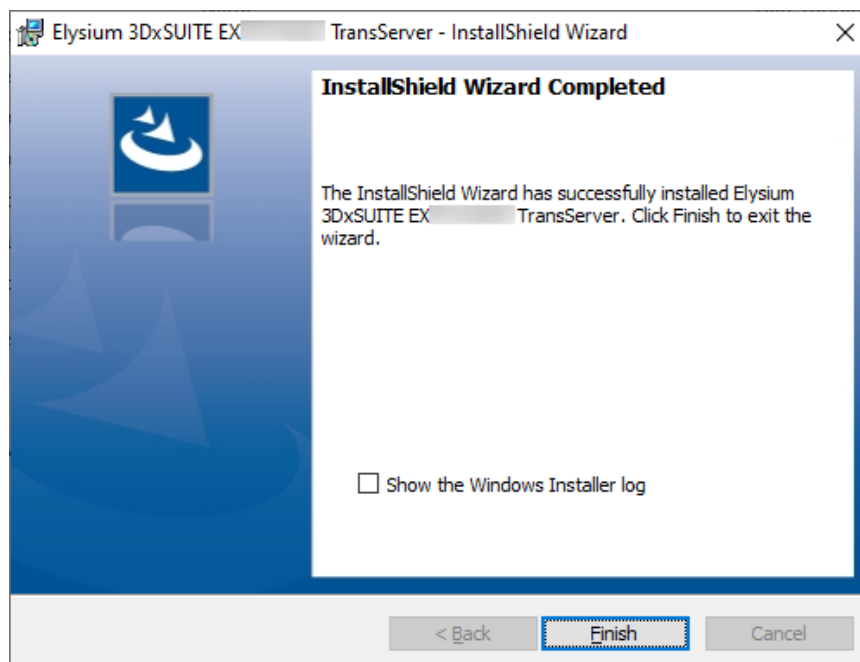 Elysium 3DxSUITE EX TransServer - InstallShield Wizard
InstallShield Wizard Completed
The InstallShield Wizard has successfully installed Elysium
3DxSUITE EX TransServer. Click Finish to exit the
wizard.
Show the Windows Installer log
< Back
Finish
Cancel